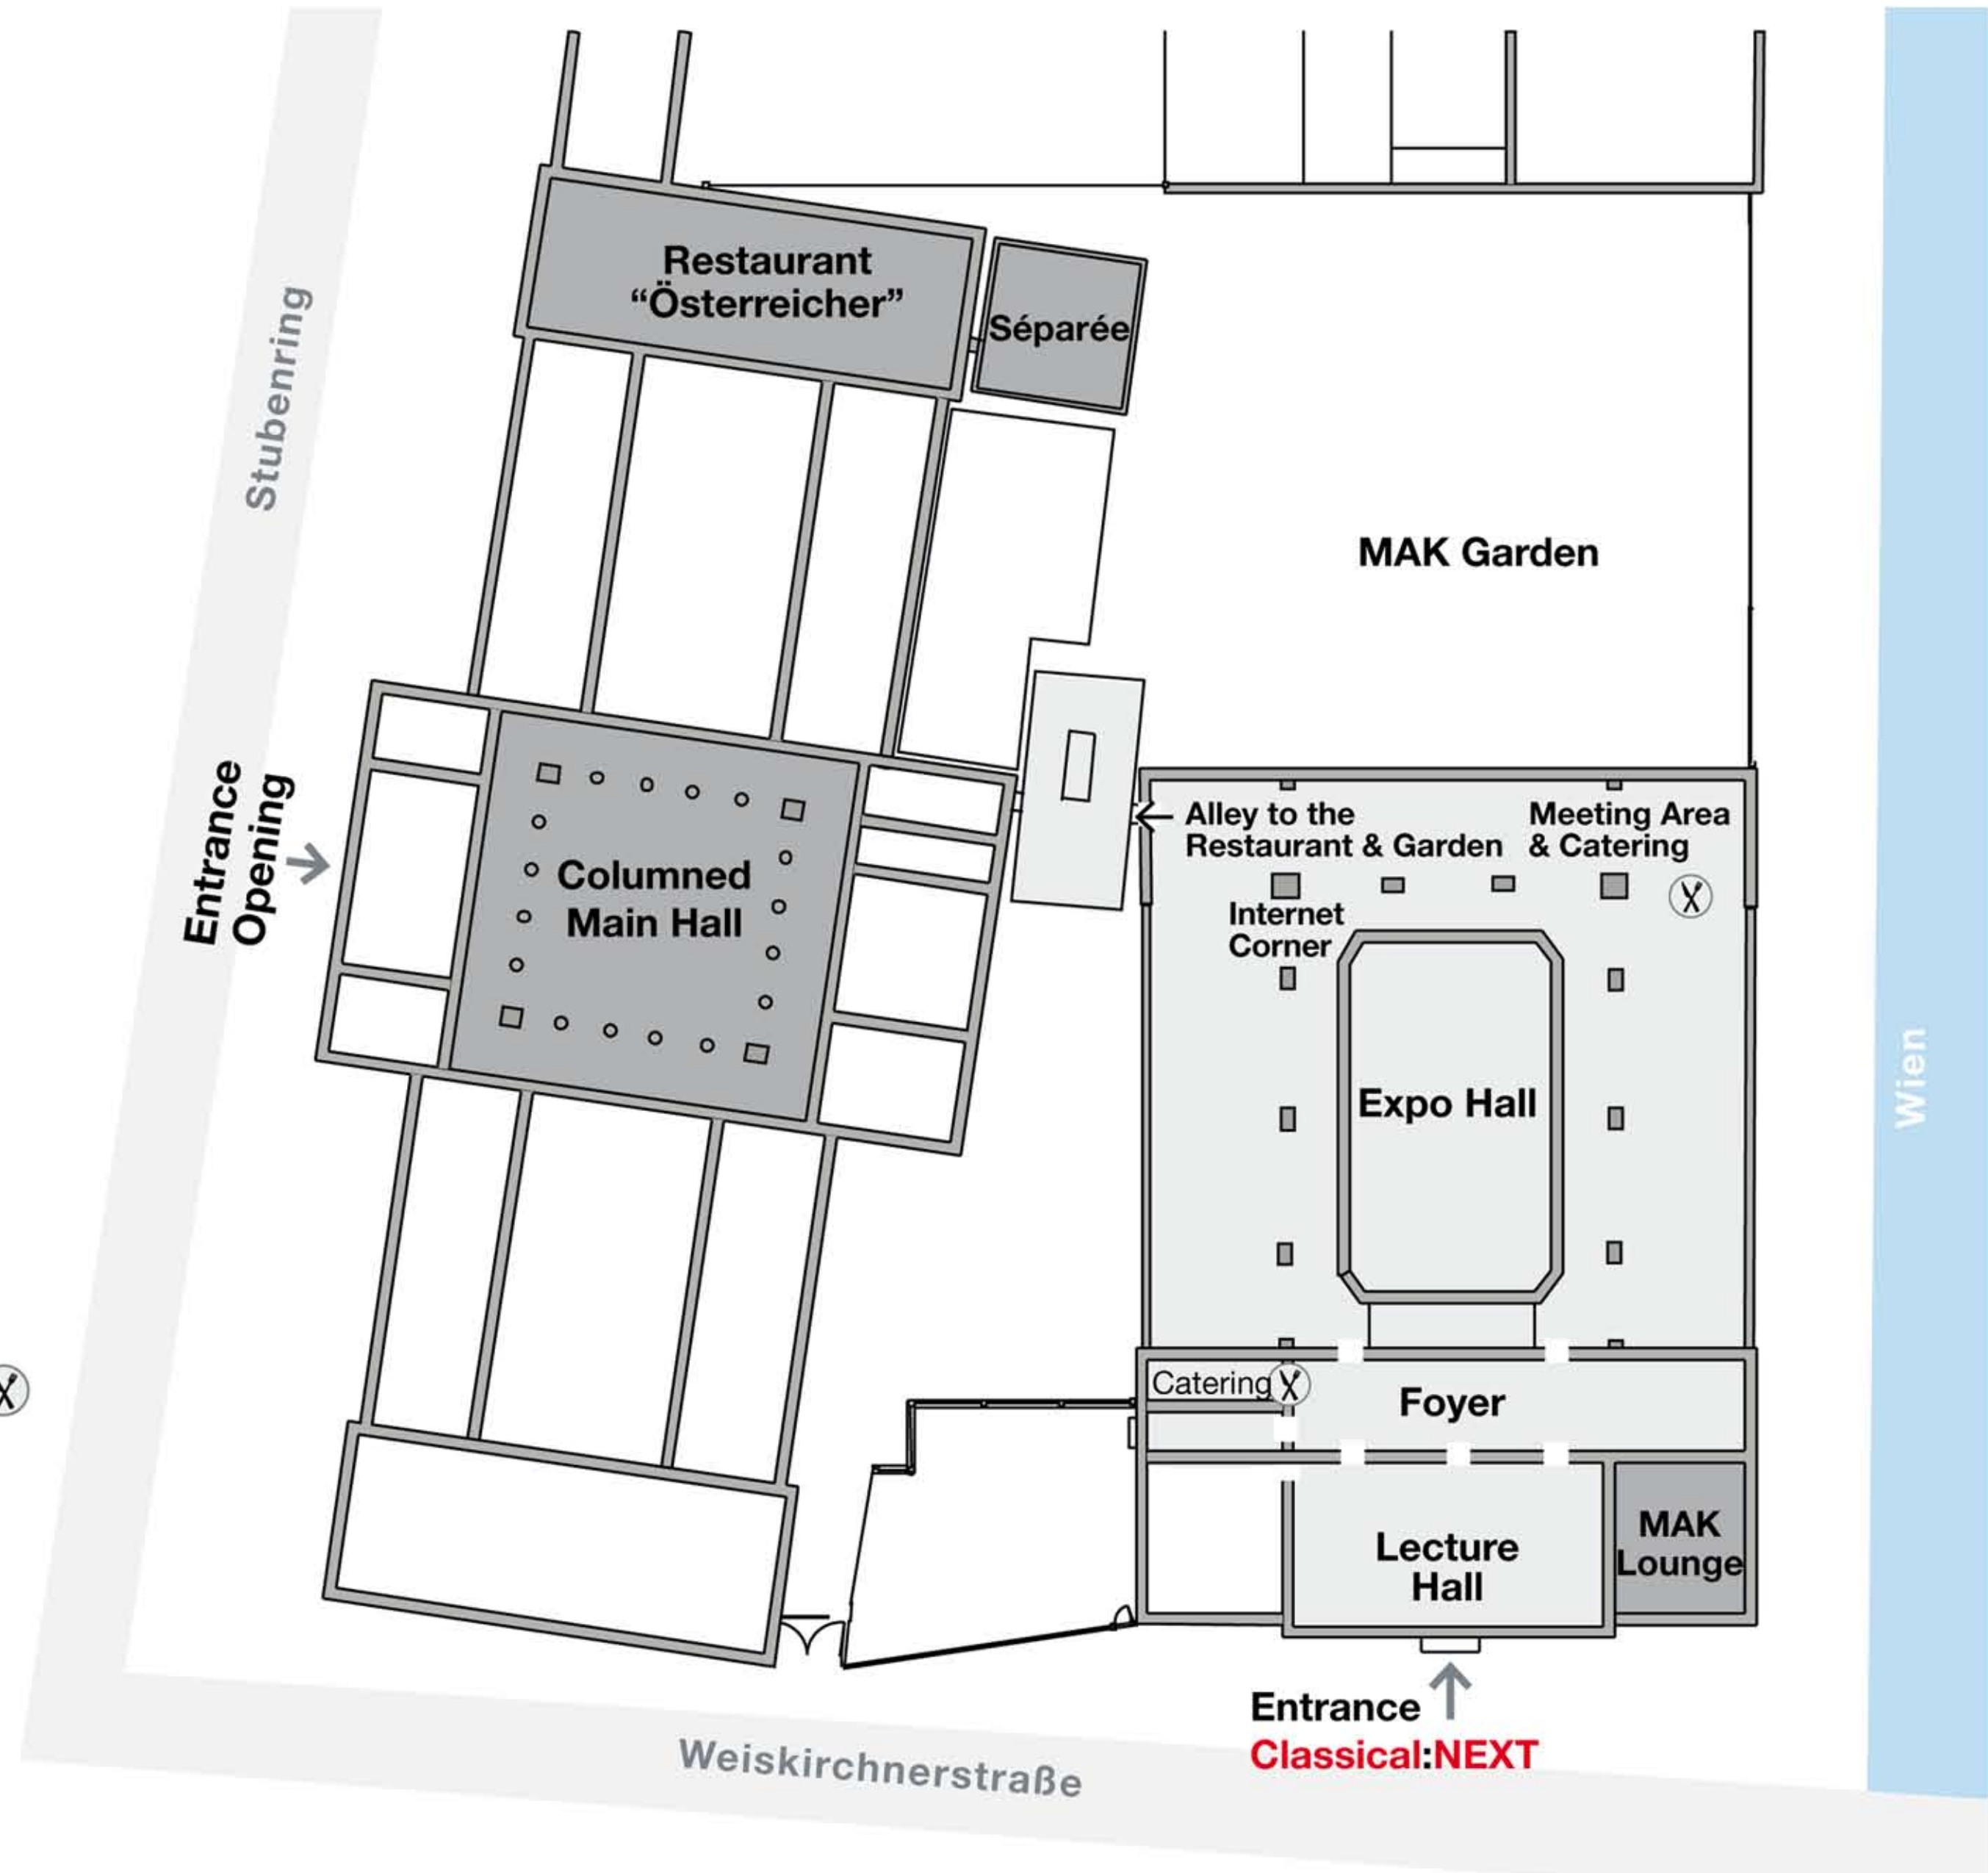 Restaurant
“Österreicher”
Séparée
Stubenring
MAK Garden
Entrance
Opening
Columned
Main Hall
Alley to the
Restaurant & Garden
Meeting Area
& Catering
Internet
Corner
Expo Hall
Wien
Catering
Foyer
Lecture
Hall
MAK
Lounge
Entrance
Classical:NEXT
Weiskirchnerstraße